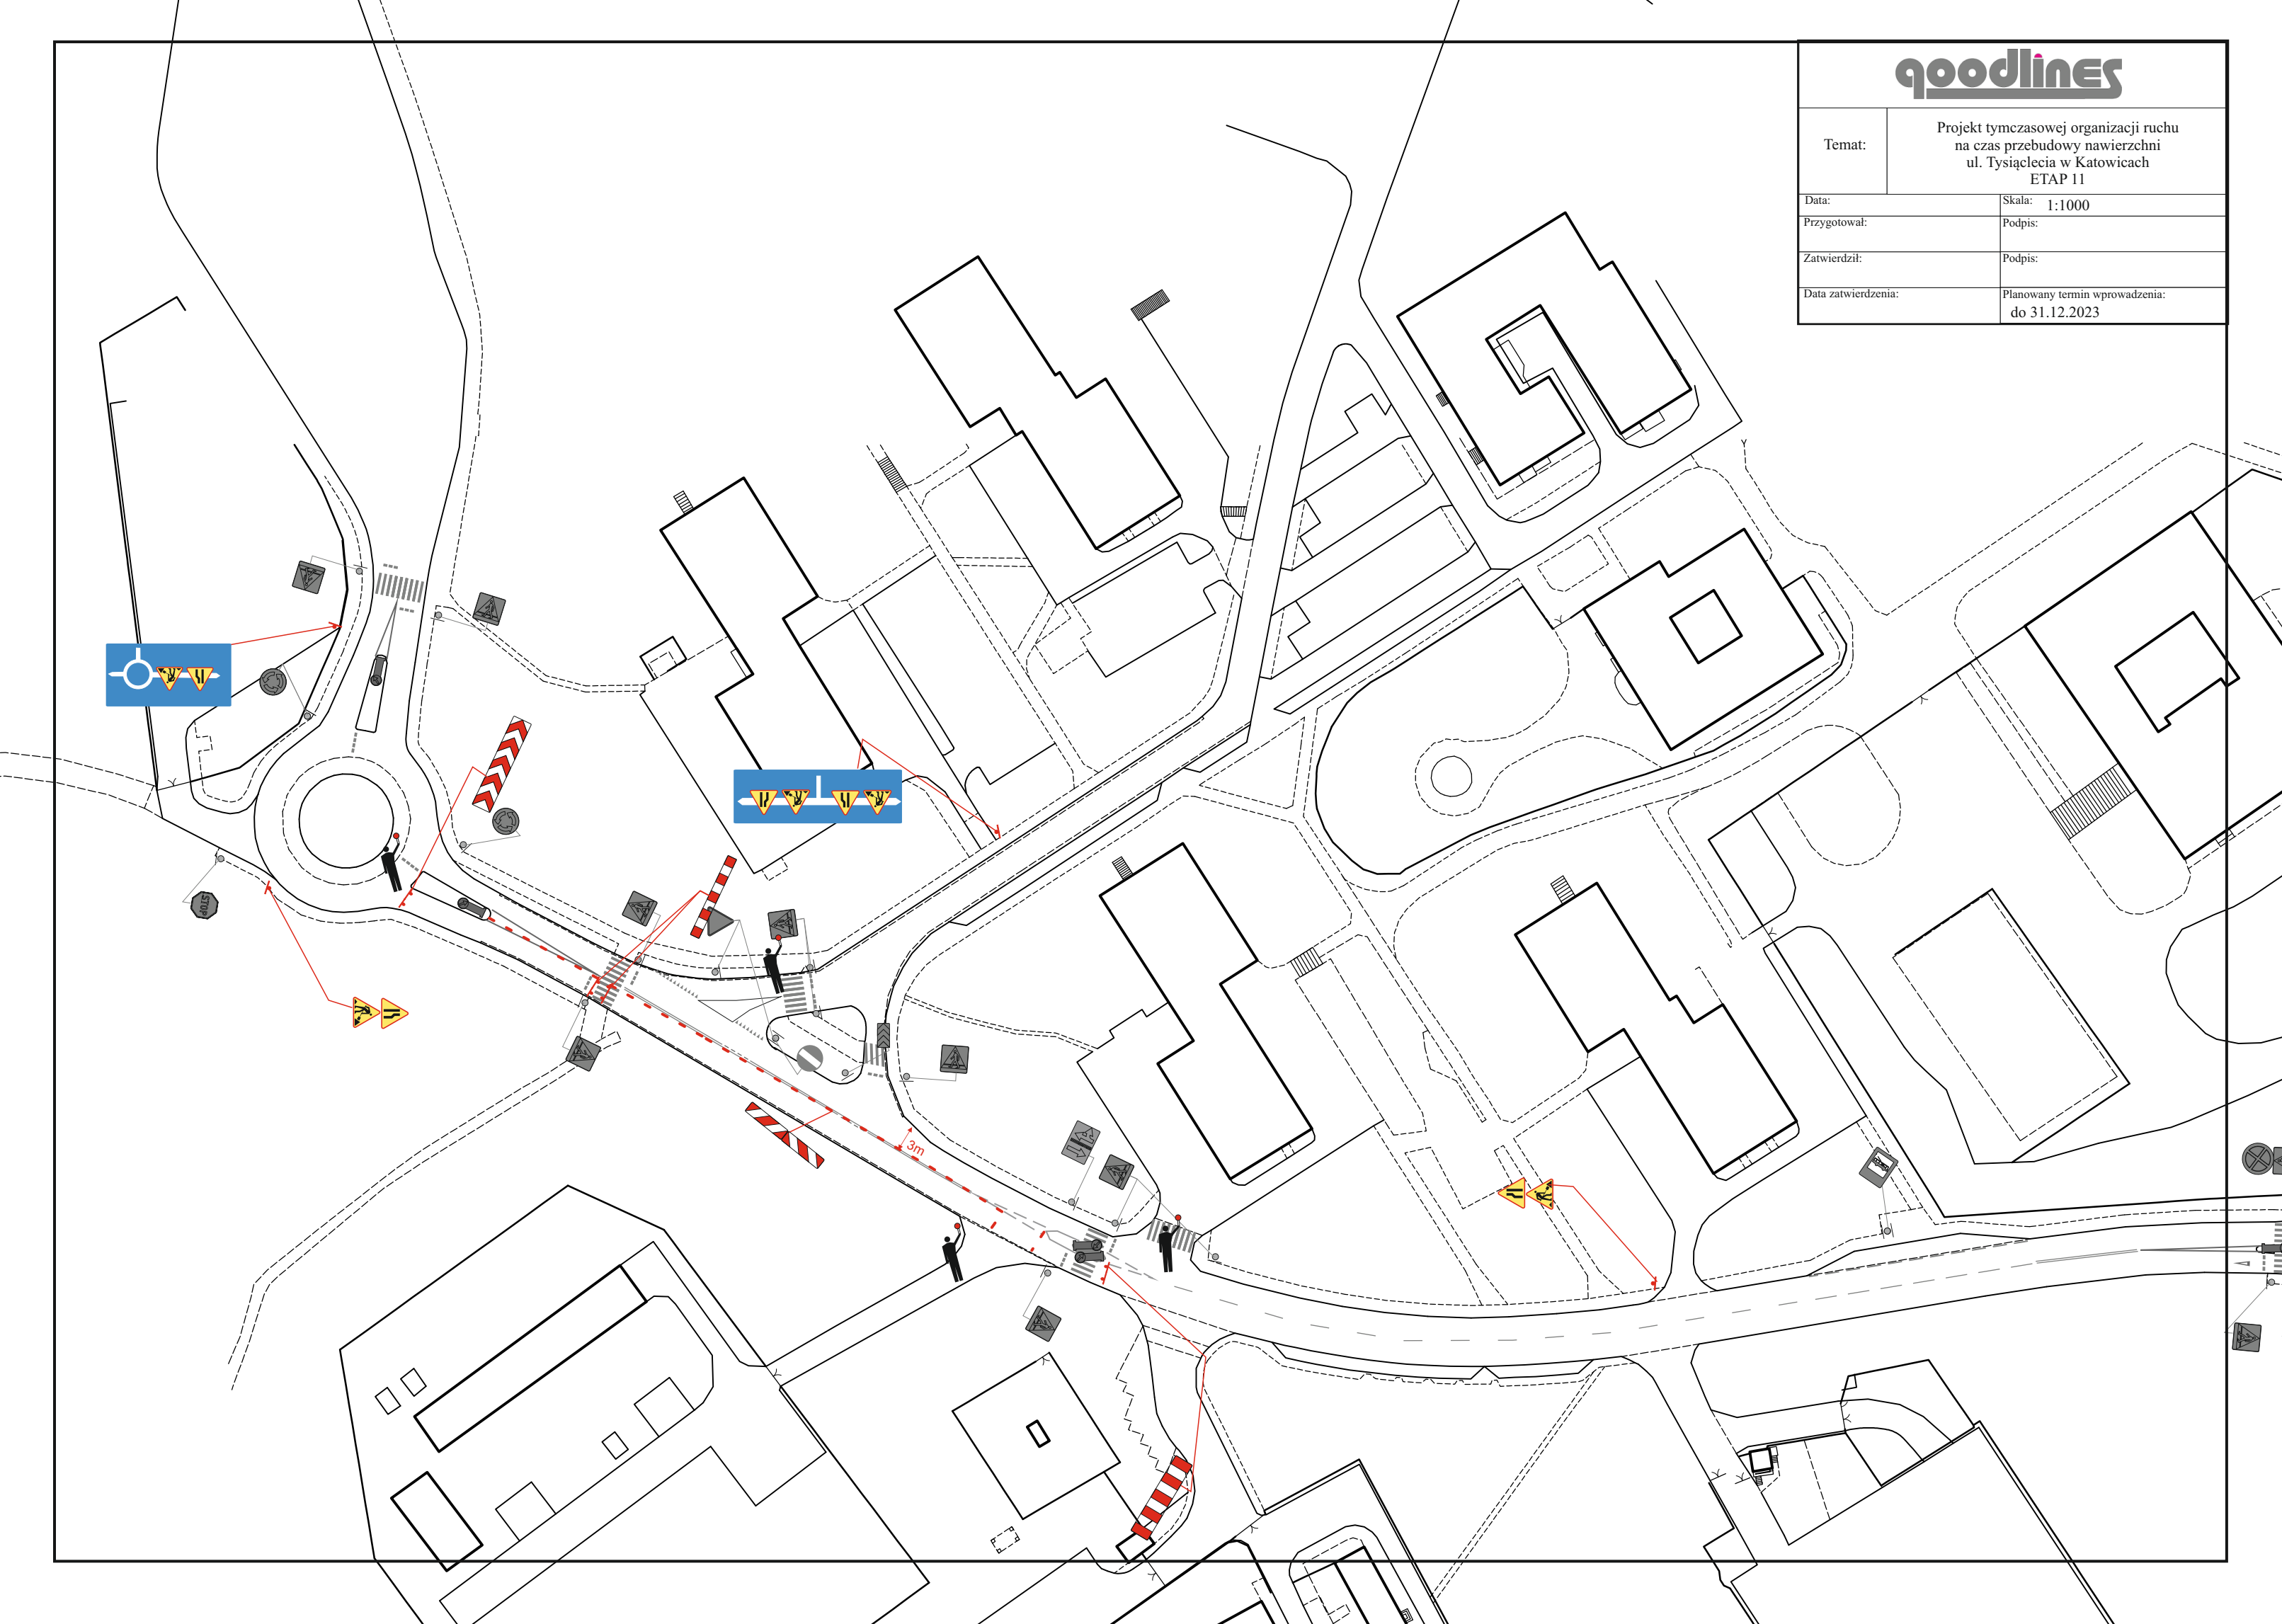 goodlines
Temat:
Projekt tymczasowej organizacji ruchu
na czas przebudowy nawierzchni
ul. Tysiąclecia w Katowicach
ETAP 11
Data:
Skala: 1:1000
Przygotował:
Podpis:
Zatwierdził:
Podpis:
Data zatwierdzenia:
Planowany termin wprowadzenia:
do 31.12.2023
STOP
3m